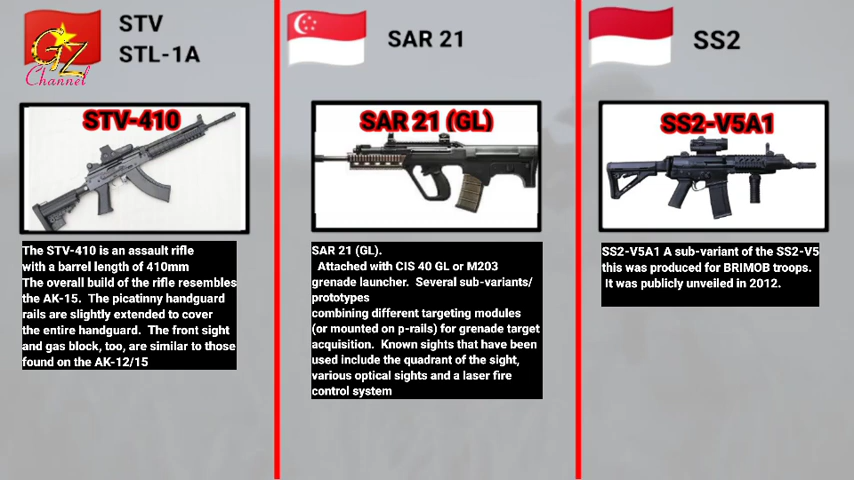 GZ
Channel
STV
STL-1A
STV-410
The STV-410 is an assault rifle
with a barrel length of 410mm
The overall build of the rifle resembles
the AK-15. The picatinny handguard
rails are slightly extended to cover
the entire handguard. The front sight
and gas block, too, are similar to those
found on the AK-12/15
SAR 21
SAR 21 (GL)
SAR 21 (GL).
Attached with CIS 40 GL or M203
grenade launcher. Several sub-variants/
prototypes
combining different targeting modules
(or mounted on p-rails) for grenade target
acquisition. Known sights that have been
used include the quadrant of the sight,
various optical sights and a laser fire
control system
SS2
SS2-V5A1
SS2-V5A1 A sub-variant of the SS2-V5
this was produced for BRIMOB troops.
It was publicly unveiled in 2012.